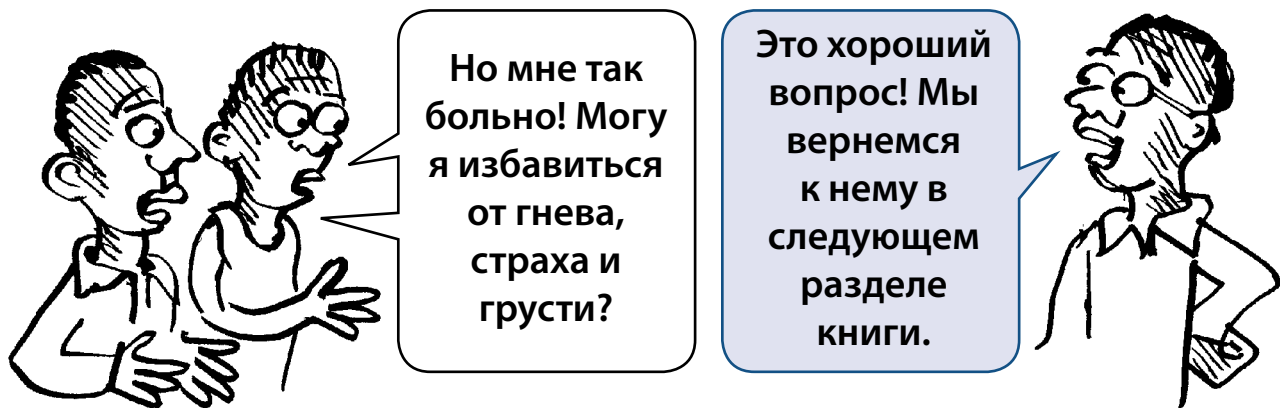 Но мне так
больно! Могу
я избавиться
от гнева,
страха и
грусти?
Это хороший
вопрос! Мы
вернемся
к нему в
следующем
разделе
книги.